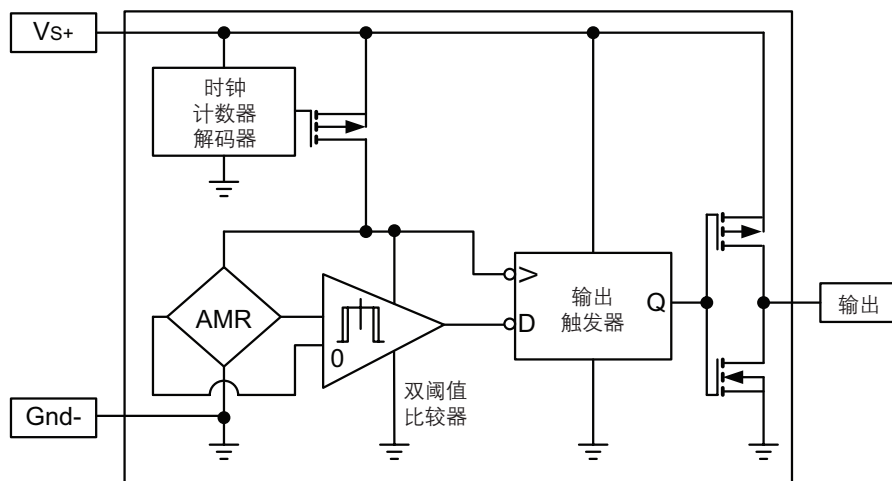 Vs+
时钟
计数器
解码器
AMR
0
双阈值
比较器
V
D
输出
触发器
Q
输出
Gnd-